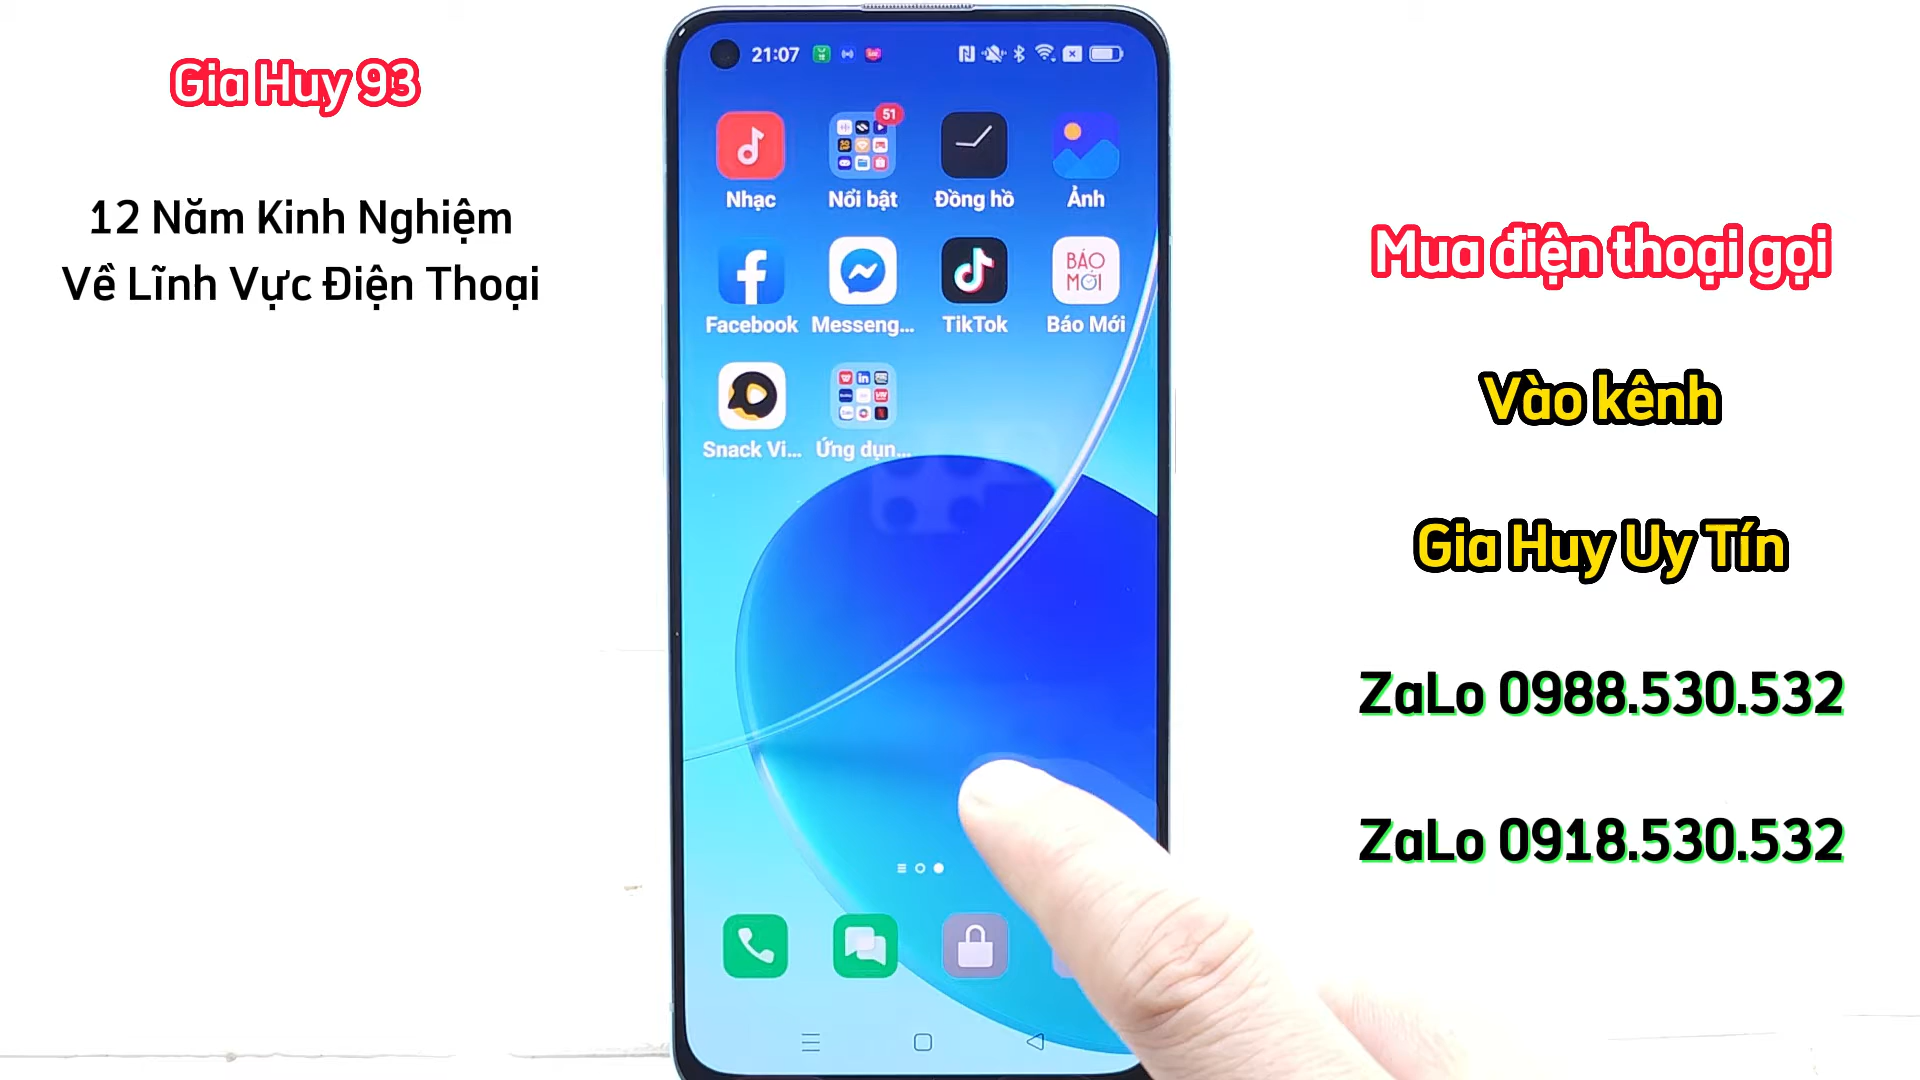 Gia Huy 93
12 Năm Kinh Nghiệm
Về Lĩnh Vực Điện Thoại
21:07
51
Nhạc
Nổi bật
Đồng hồ
Ảnh
BÁO
MỚI
Facebook
Messeng...
TikTok
Báo Mới
Snack Vi...
Ứng dụn...
Mua điện thoại gọi
Vào kênh
Gia Huy Uy Tín
ZaLo 0988.530.532
ZaLo 0918.530.532